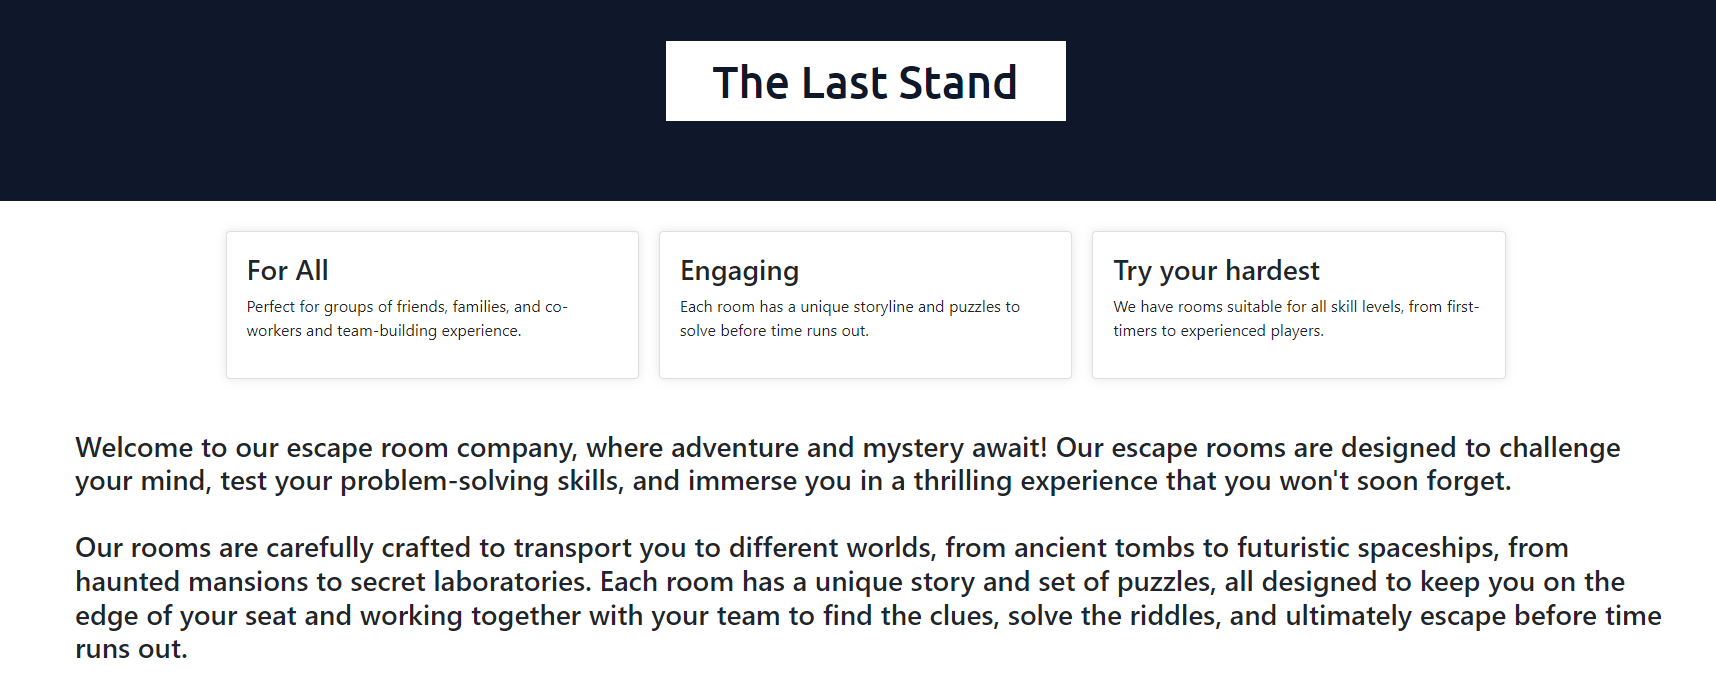 The Last Stand
For All
Perfect for groups of friends, families, and co-
workers and team-building experience.
Engaging
Each room has a unique storyline and puzzles to
solve before time runs out.
Try your hardest
We have rooms suitable for all skill levels, from first-
timers to experienced players.
Welcome to our escape room company, where adventure and mystery await! Our escape rooms are designed to challenge
your mind, test your problem-solving skills, and immerse you in a thrilling experience that you won't soon forget.
Our rooms are carefully crafted to transport you to different worlds, from ancient tombs to futuristic spaceships, from
haunted mansions to secret laboratories. Each room has a unique story and set of puzzles, all designed to keep you on the
edge of your seat and working together with your team to find the clues, solve the riddles, and ultimately escape before time
runs out.